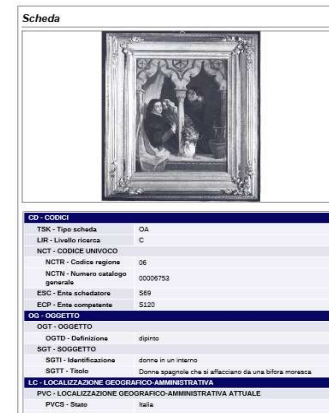 Scheda
CD - CODICI
TSK - Tipo scheda OA
LIR - Livello ricerca C
NCT - CODICE UNIVOCO
NCTR - Codice regione 06
NCTN - Numero catalogo generale 00006753
ESC - Ente schedatore S69
ECP - Ente competente S120
OG - OGGETTO
OGT - OGGETTO
OGTD - Definizione dipinto
SGT - SOGGETTO
SGTI - Identificazione donne in un interno
SGTT - Titolo Donne spagnole che si affacciano da una bifora moresca
LC - LOCALIZZAZIONE GEOGRAFICO-AMMINISTRATIVA
PVC - LOCALIZZAZIONE GEOGRAFICO-AMMINISTRATIVA ATTUALE
PVCS - Stato Italia